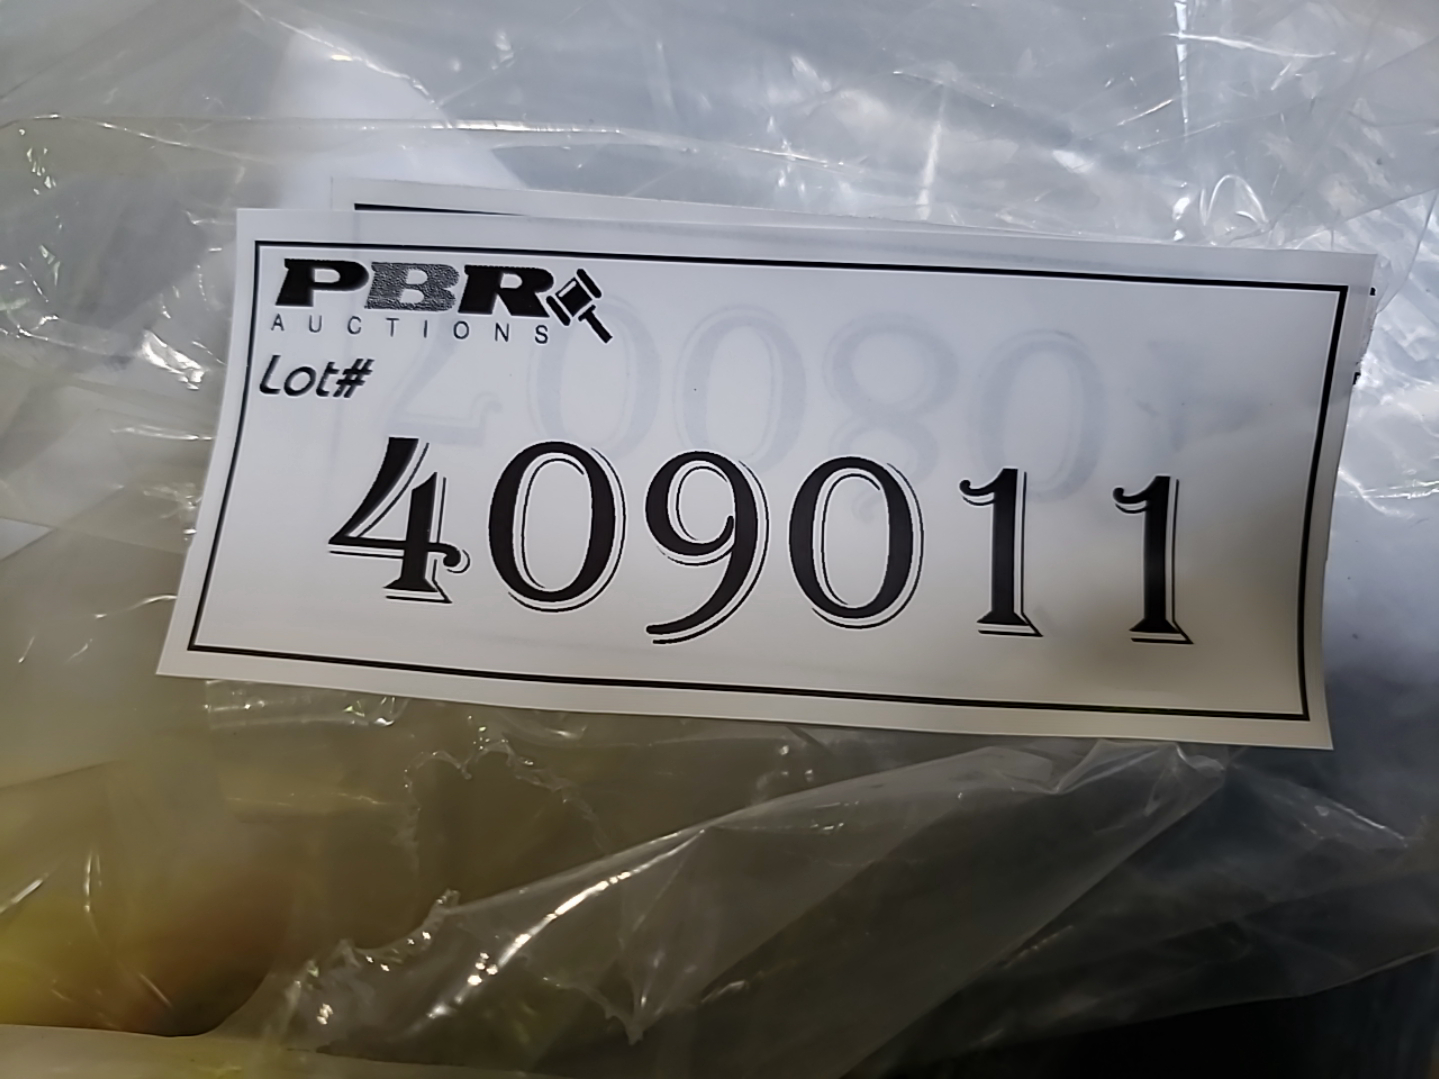 PBR
AUCTIONS
Lot#
409011